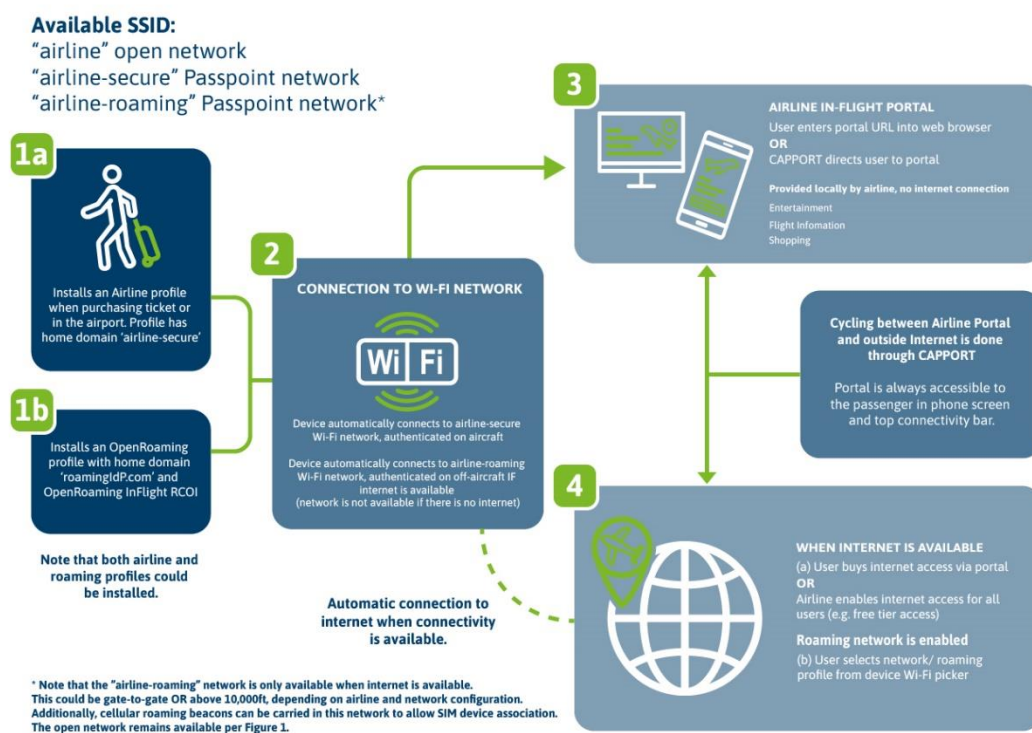 Available SSID:
“airline” open network
“airline-secure” Passpoint network
“airline-roaming” Passpoint network*
1a
Installs an Airline profile
when purchasing ticket or
in the airport. Profile has
home domain ‘airline-secure’
1b
Installs an OpenRoaming
profile with home domain
‘roamingIdP.com’ and
OpenRoaming InFlight RCOI
Note that both airline and
roaming profiles could
be installed.
2
CONNECTION TO WI-FI NETWORK
Wi Fi
Device automatically connects to airline-secure
Wi-Fi network, authenticated on aircraft
Device automatically connects to airline-roaming
Wi-Fi network, authenticated on off-aircraft IF
internet is available
(network is not available if there is no internet)
Automatic connection to
internet when connectivity
is available.
3
AIRLINE IN-FLIGHT PORTAL
User enters portal URL into web browser
OR
CAPPORT directs user to portal
Provided locally by airline, no internet connection
Entertainment
Flight Infomation
Shopping
Cycling between Airline Portal
and outside Internet is done
through CAPPORT
Portal is always accessible to
the passenger in phone screen
and top connectivity bar.
4
WHEN INTERNET IS AVAILABLE
(a) User buys internet access via portal
OR
Airline enables internet access for all
users (e.g. free tier access)
Roaming network is enabled
(b) User selects network/ roaming
profile from device Wi-Fi picker
* Note that the “airline-roaming” network is only available when internet is available.
This could be gate-to-gate OR above 10,000ft, depending on airline and network configuration.
Additionally, cellular roaming beacons can be carried in this network to allow SIM device association.
The open network remains available per Figure 1.